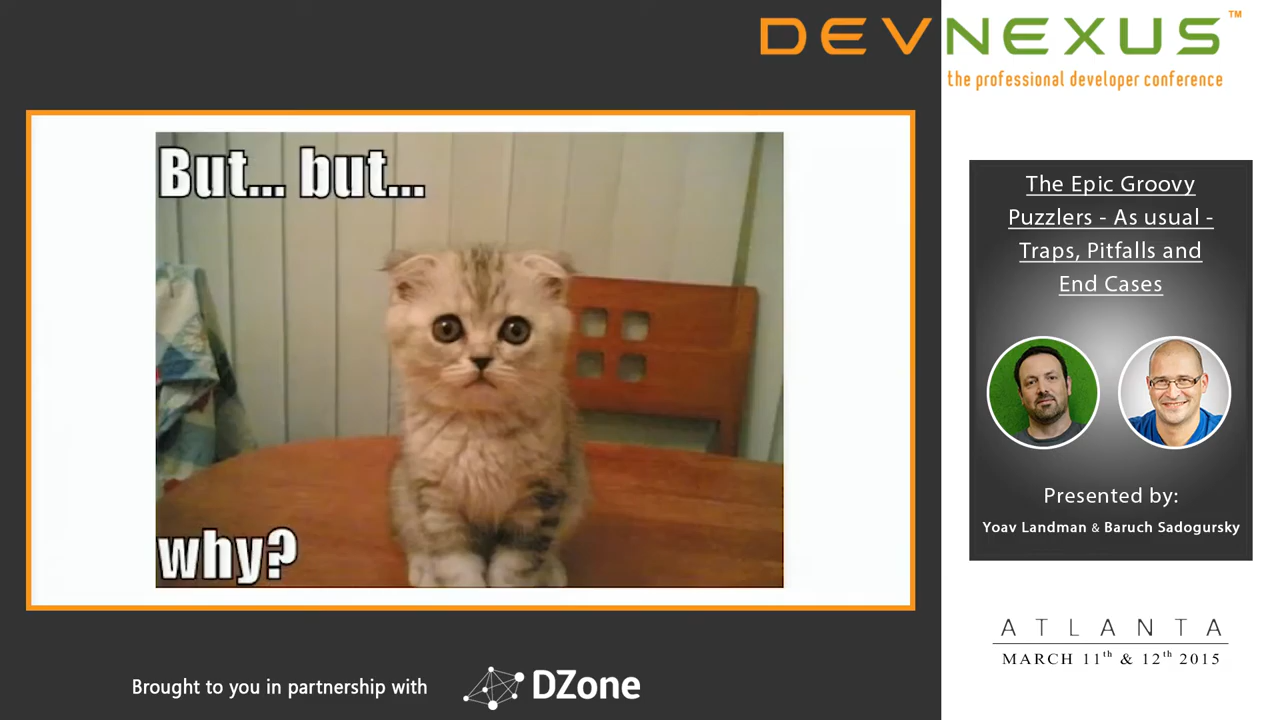 DEVNEXUS™
the professional developer conference
But... but...
why?
The Epic Groovy
Puzzlers - As usual -
Traps, Pitfalls and
End Cases
Presented by:
Yoav Landman & Baruch Sadogursky
ATLANTA
MARCH 11th & 12th 2015
Brought to you in partnership with
DZone